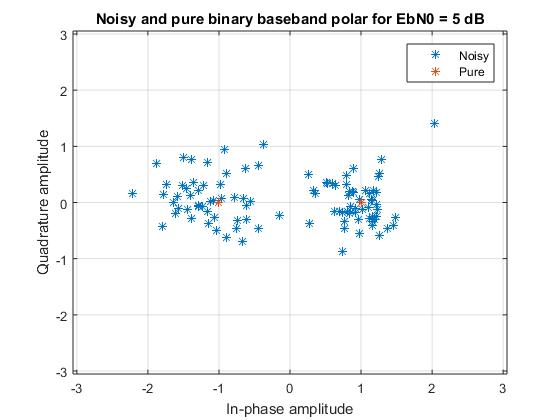 Noisy and pure binary baseband polar for EbN0 = 5 dB
Noisy
Pure
Quadrature amplitude
3
2
1
0
-1
-2
-3
-3 -2 -1 0 1 2 3
In-phase amplitude